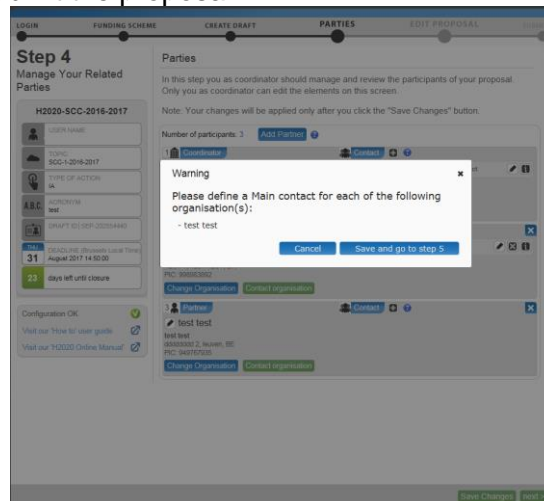 LOGIN FUNDING SCHEME CREATE DRAFT PARTIES EDIT PROPOSAL
Step 4
Manage Your Related
Parties
H2020-SCC-2016-2017
USER NAME
TOPIC
SCC-1-2016-2017
TYPE OF ACTION
IA
A.B.C. ACRONYM
test
DRAFT ID
THU
31
DEADLINE (Brussels Local Time)
August 2017 14:50:00
23 days left until closure
Configuration OK
Visit our 'How to' user guide
Visit our 'H2020 Online Manual'
Parties
In this step you as coordinator should manage and review the participants of your proposal.
Only you as coordinator can edit the elements on this screen.
Note: Your changes will be applied only after you click the "Save Changes" button.
Number of participants: 3 Add Partner
1 Coordinator Contact
Warning
Please define a Main contact for each of the following
organisation(s):
- test test
Cancel Save and go to step 5
Change Organisation Contact organisation
3 Partner Contact
test test
test test
leuven, BE
Change Organisation Contact organisation
Save Changes